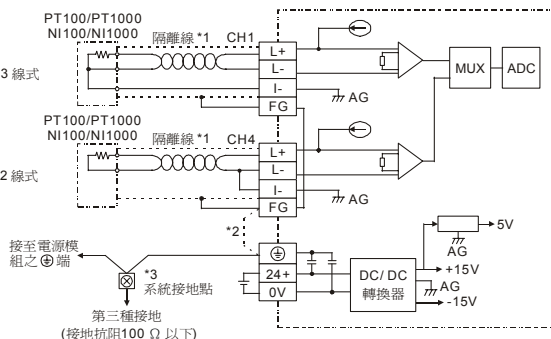 PT100/PT1000
NI100/NI1000
隔離線 *1 CH1
3 線式
L+
L-
I-
FG
AG
MUX
ADC
PT100/PT1000
NI100/NI1000
隔離線 *1 CH4
2 線式
L+
L-
I-
FG
AG
*2
接至電源模
組之 端
*3
系統接地點
第三種接地
(接地抗阻100 Ω 以下)
24+
0V
DC/ DC
轉換器
5V
AG
+15V
AG
-15V